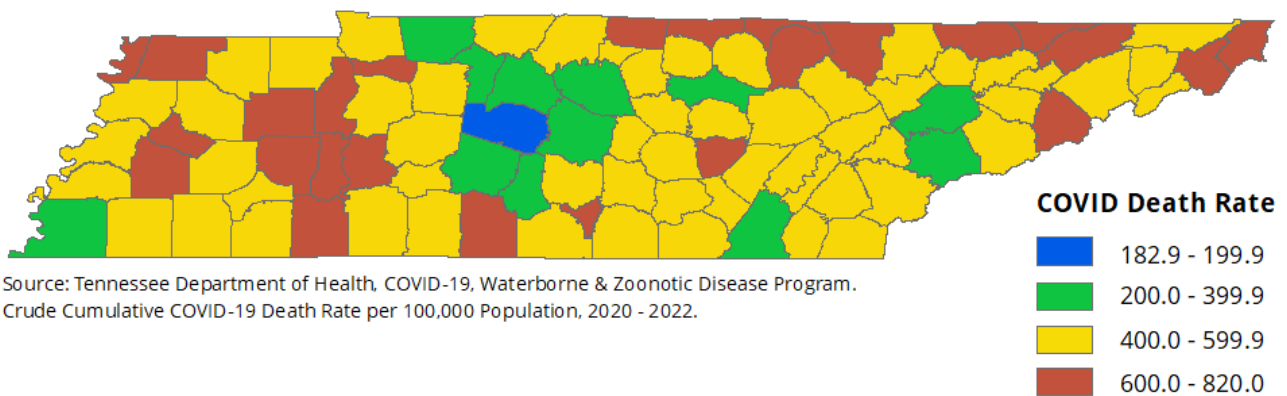 COVID Death Rate
182.9 - 199.9
200.0 - 399.9
400.0 - 599.9
600.0 - 820.0
Source: Tennessee Department of Health, COVID-19, Waterborne & Zoonotic Disease Program.
Crude Cumulative COVID-19 Death Rate per 100,000 Population, 2020 - 2022.